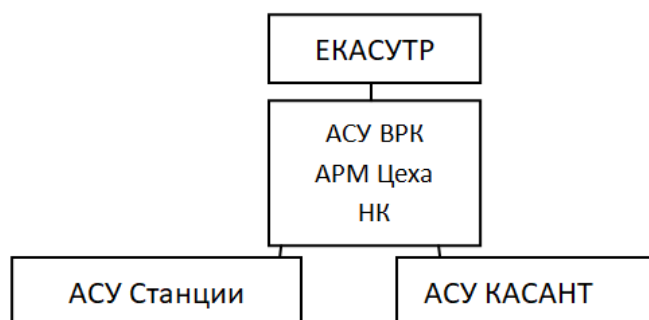 ЕКАСУТР
АСУ ВРК
АРМ Цеха
НК
АСУ Станции
АСУ КАСАНТ